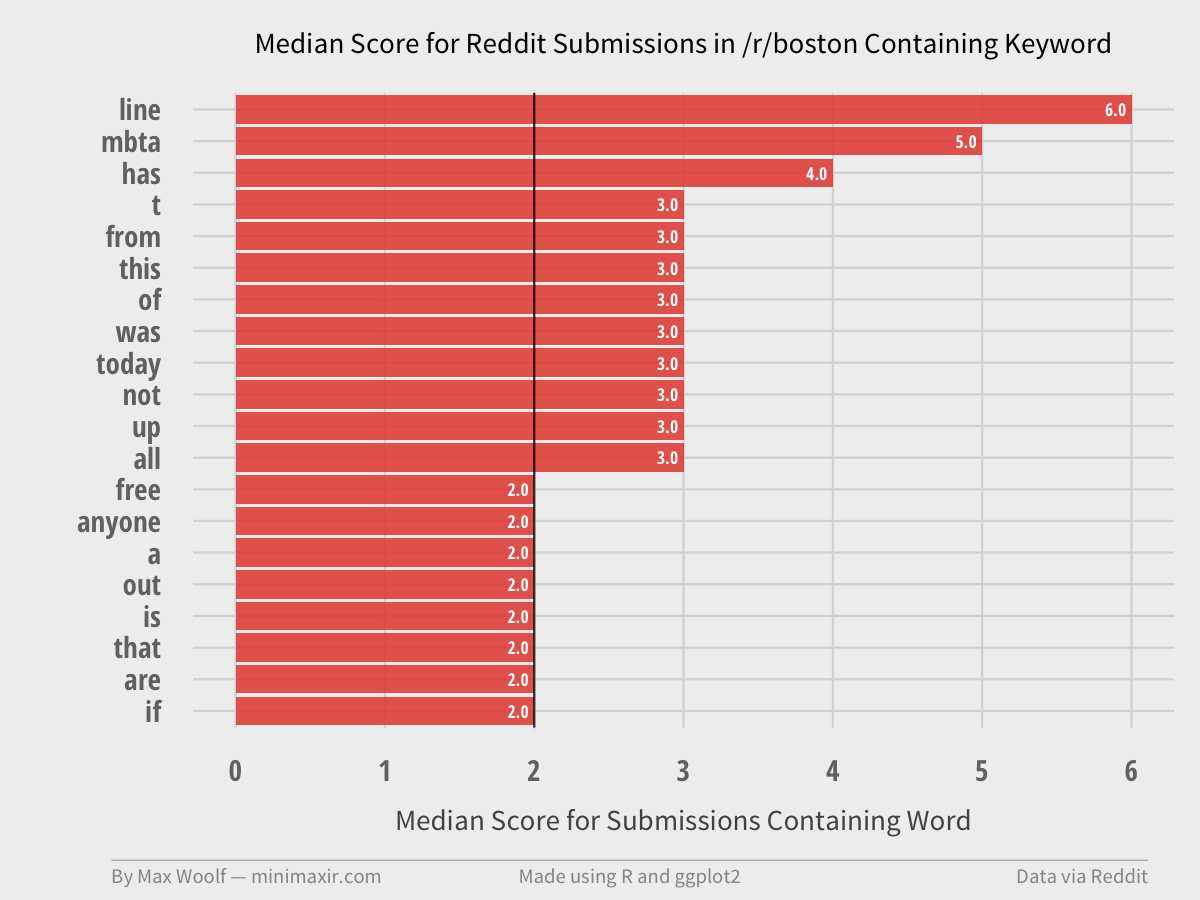 Median Score for Reddit Submissions in /r/boston Containing Keyword
line 6.0
mbta 5.0
has 4.0
t 3.0
from 3.0
this 3.0
of 3.0
was 3.0
today 3.0
not 3.0
up 3.0
all 3.0
free 2.0
anyone 2.0
a 2.0
out 2.0
is 2.0
that 2.0
are 2.0
if 2.0
0 1 2 3 4 5 6
Median Score for Submissions Containing Word
By Max Woolf — minimaxir.com Made using R and ggplot2 Data via Reddit